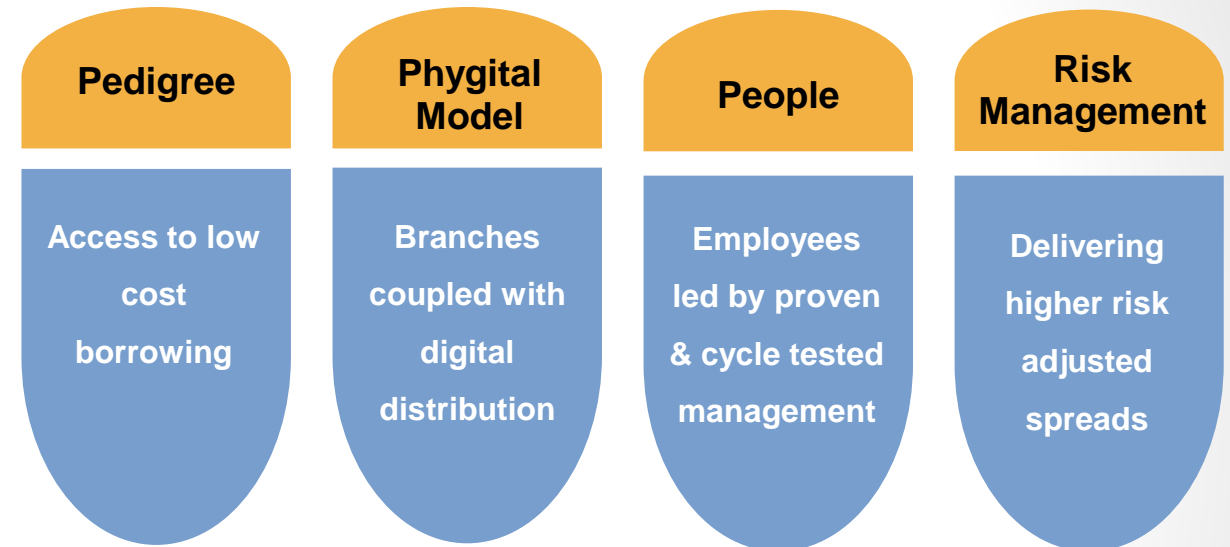 Pedigree
Access to low
cost
borrowing
Phygital
Model
Branches
coupled with
digital
distribution
People
Employees
led by proven
& cycle tested
management
Risk
Management
Delivering
higher risk
adjusted
spreads